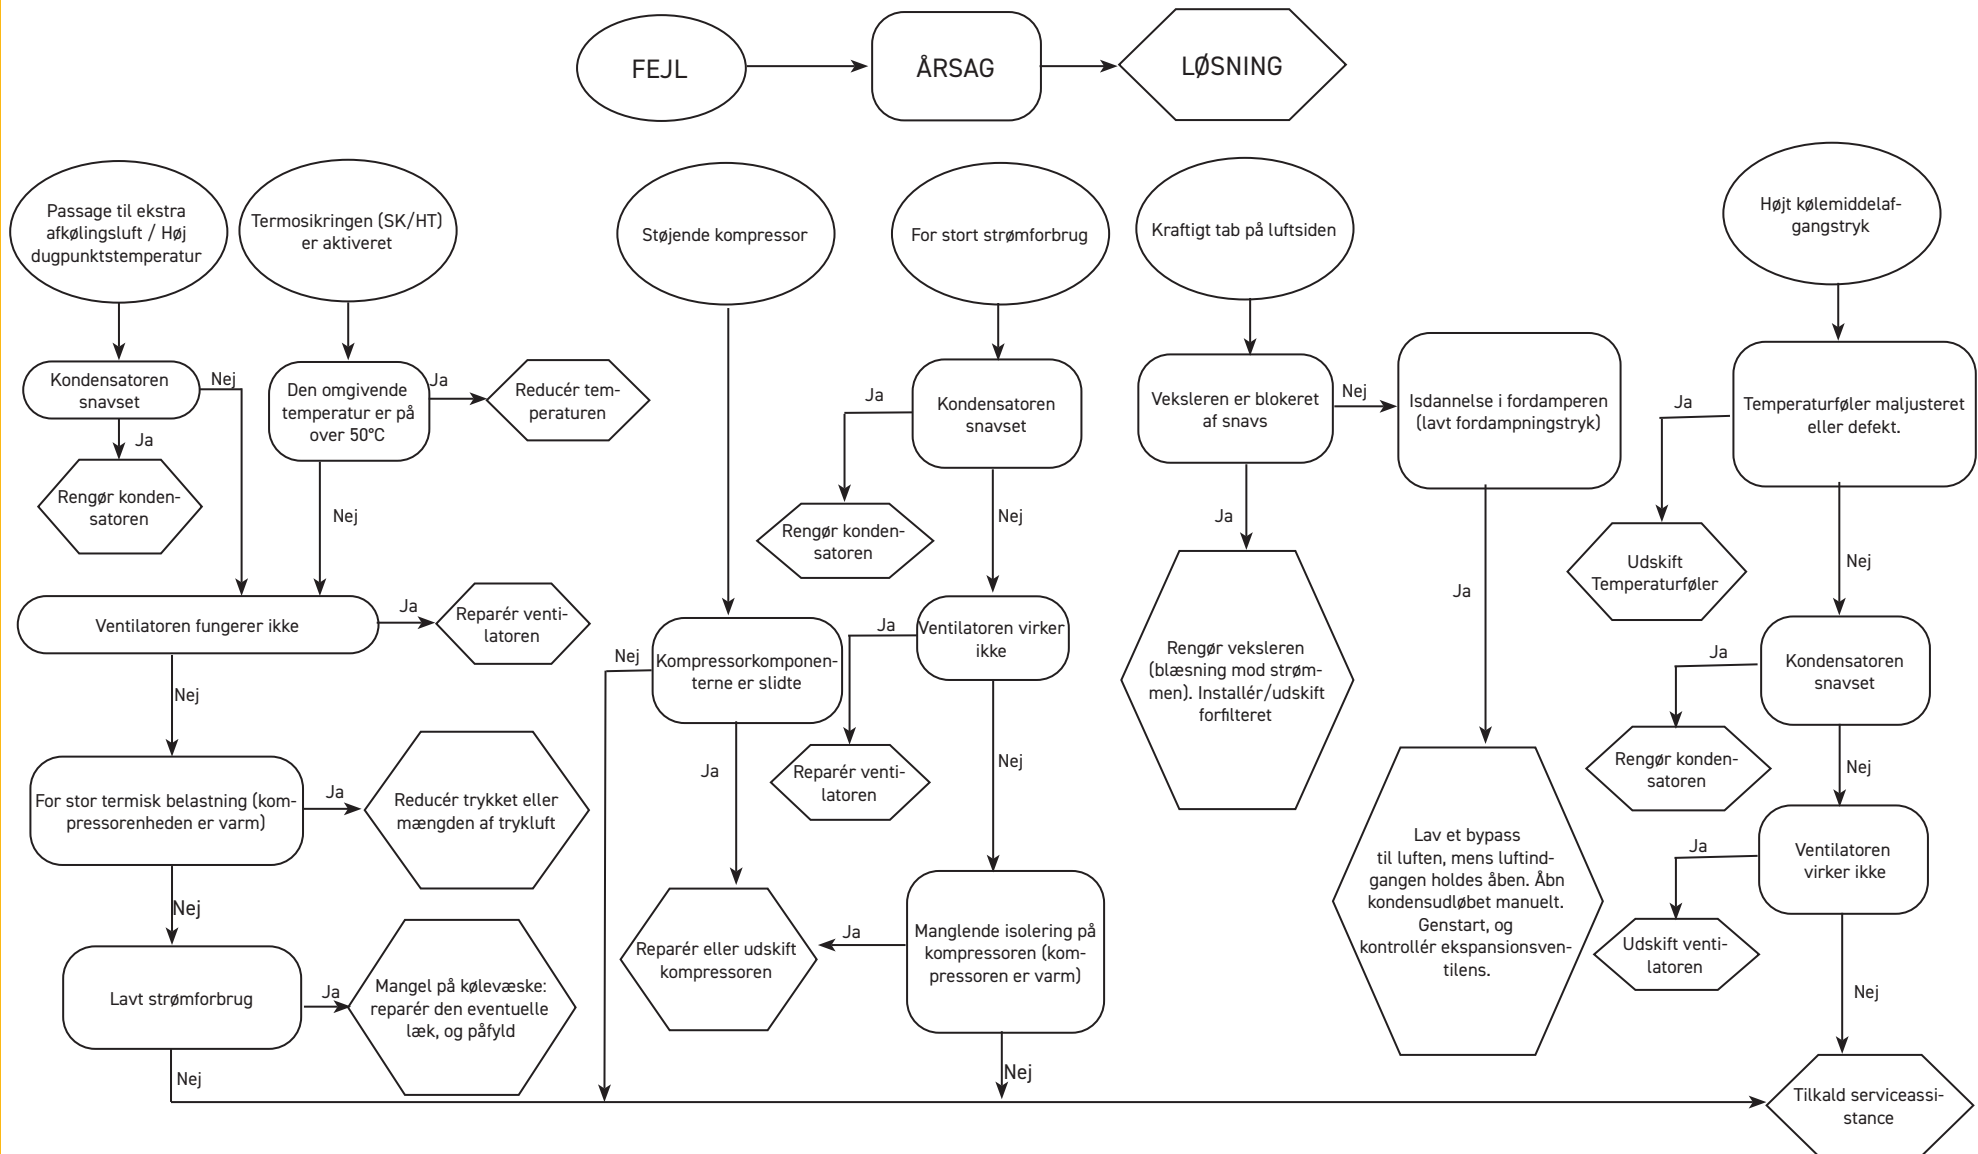 FEJL
ÅRSAG
LØSNING
Passage til ekstra
afkølingsluft / Høj
dugpunktstemperatur
Termosikringen (SK/HT)
er aktiveret
Støjende kompressor
For stort strømforbrug
Kraftigt tab på luftsiden
Højt kølemiddelaf-
gangstryk
Kondensatoren
snavset
Nej
Ja
Rengør konden-
satoren
Den omgivende
temperatur er på
over 50°C
Ja
Reducér tem-
peraturen
Nej
Ventilatoren fungerer ikke
Ja
Reparér venti-
latoren
Nej
For stor termisk belastning (kom-
pressorenheden er varm)
Ja
Reducér trykket eller
mængden af trykluft
Nej
Lavt strømforbrug
Ja
Mangel på kølevæske:
reparér den eventuelle
læk, og påfyld
Nej
Kompressorkomponen-
terne er slidte
Nej
Ja
Reparér eller udskift
kompressoren
Kondensatoren
snavset
Ja
Rengør konden-
satoren
Nej
Ventilatoren virker
ikke
Ja
Reparér venti-
latoren
Nej
Manglende isolering på
kompressoren (kom-
pressoren er varm)
Ja
Nej
Veksleren er blokeret
af snavs
Nej
Ja
Rengør veksleren
(blæsning mod strøm-
men). Installér/udskift
forfilteret
Isdannelse i fordamperen
(lavt fordampningstryk)
Ja
Lav et bypass
til luften, mens luftind-
gangen holdes åben. Åbn
kondensudløbet manuelt.
Genstart, og
kontrollér ekspansionsven-
tilens.
Temperaturføler maljusteret
eller defekt.
Ja
Udskift
Temperaturføler
Nej
Kondensatoren
snavset
Ja
Rengør konden-
satoren
Nej
Ventilatoren
virker ikke
Ja
Udskift venti-
latoren
Nej
Tilkald serviceassi-
stance